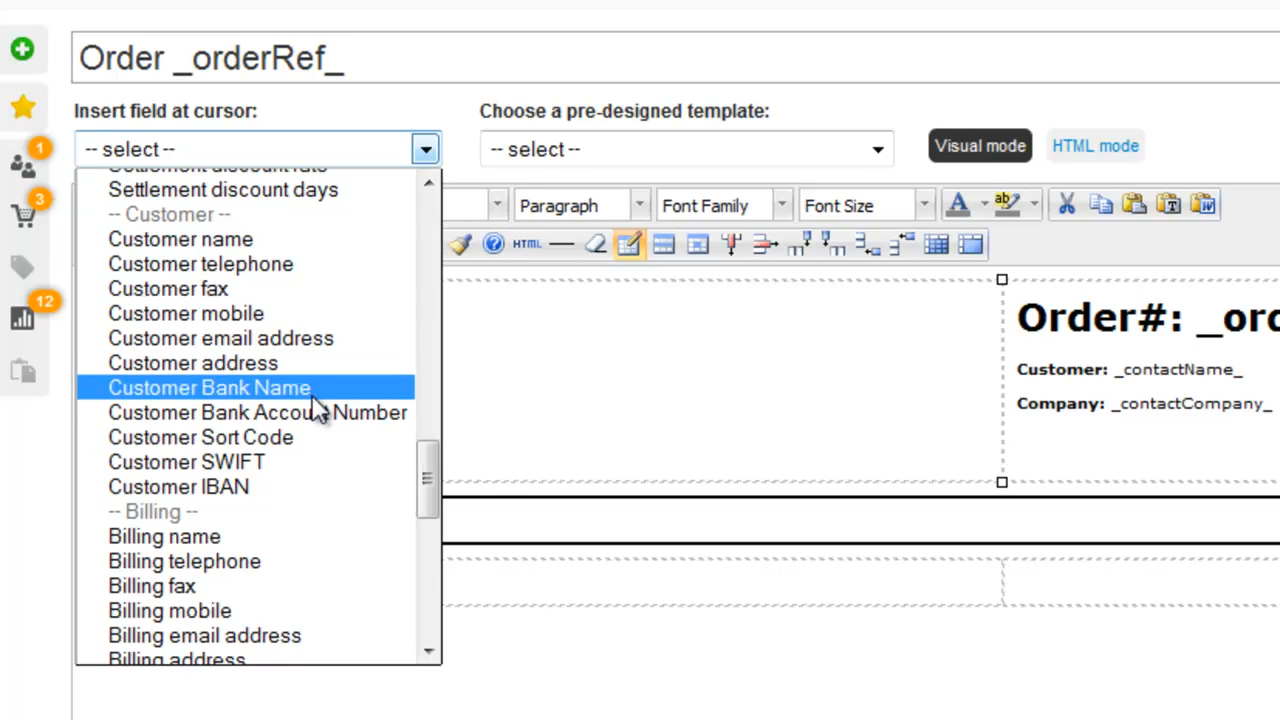 Order _orderRef_
Insert field at cursor:
Choose a pre-designed template:
-- select --
-- select --
Visual mode
HTML mode
1
3
12
Settlement discount rate
Settlement discount days
-- Customer --
Customer name
Customer telephone
Customer fax
Customer mobile
Customer email address
Customer address
Customer Bank Name
Customer Bank Account Number
Customer Sort Code
Customer SWIFT
Customer IBAN
-- Billing --
Billing name
Billing telephone
Billing fax
Billing mobile
Billing email address
Billing address
Paragraph
Font Family
Font Size
A
ab
T
W
?
HTML
Order#: _ord
Customer: _contactName_
Company: _contactCompany_